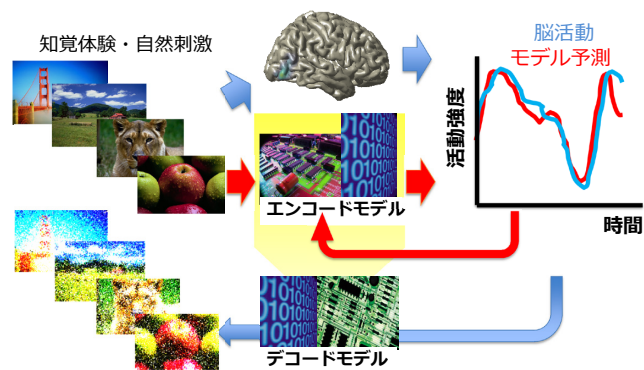 知覚体験・自然刺激
脳活動
モデル予測
活動強度
エンコードモデル
時間
デコードモデル